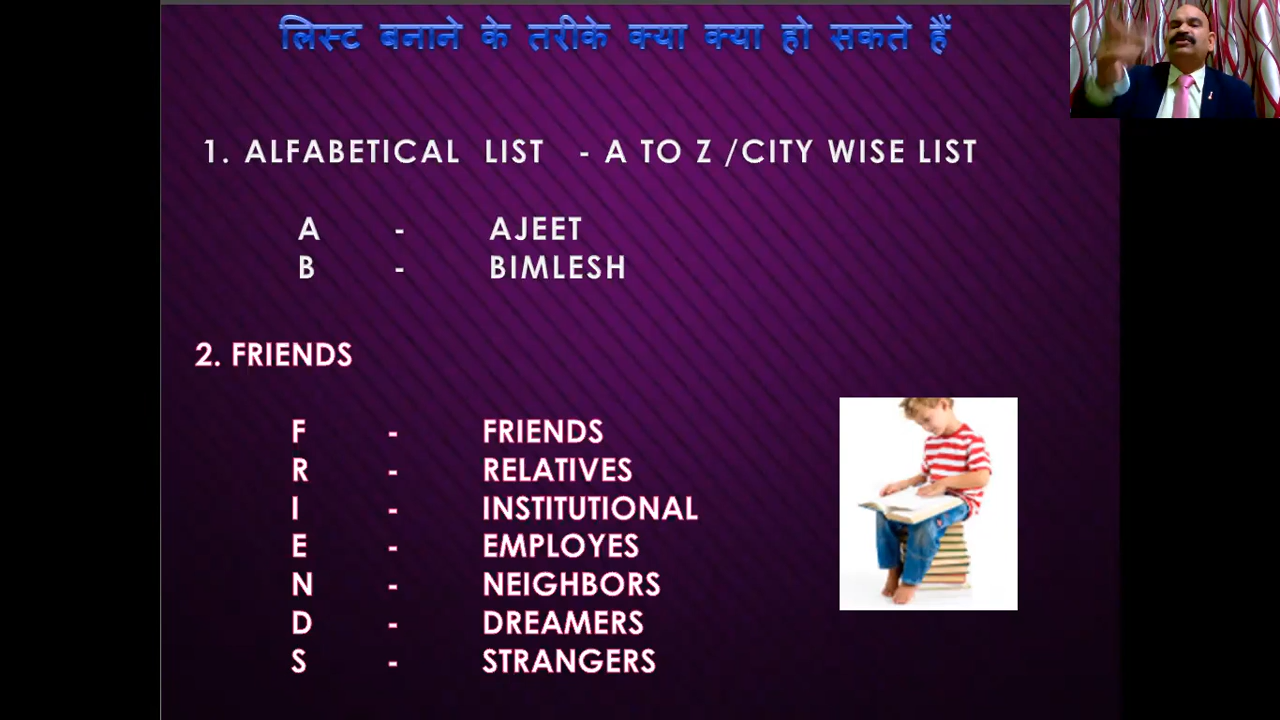 लिस्ट बनाने के तरीके क्या क्या हो सकते हैं
1. ALFABETICAL LIST - A TO Z /CITY WISE LIST
A - AJEET
B - BIMLESH
2. FRIENDS
F - FRIENDS
R - RELATIVES
I - INSTITUTIONAL
E - EMPLOYES
N - NEIGHBORS
D - DREAMERS
S - STRANGERS